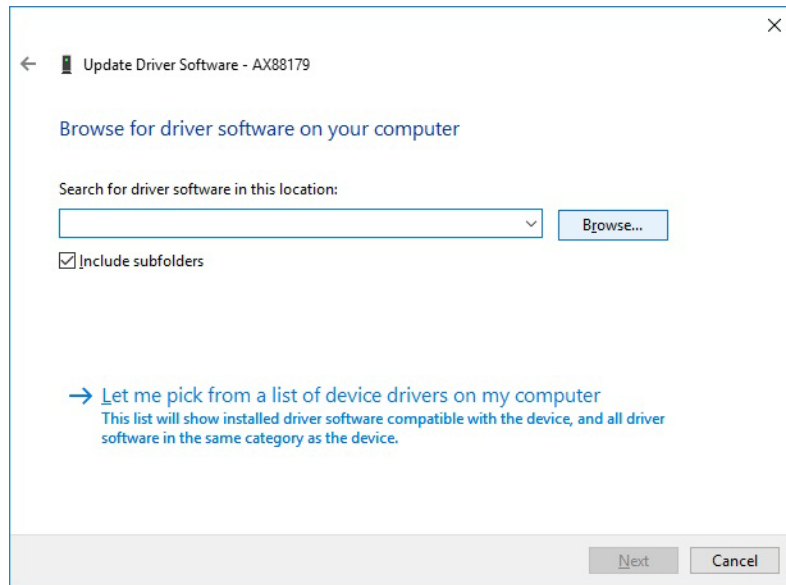 Update Driver Software - AX88179
Browse for driver software on your computer
Search for driver software in this location:
Browse...
Include subfolders
Let me pick from a list of device drivers on my computer
This list will show installed driver software compatible with the device, and all driver
software in the same category as the device.
Next
Cancel